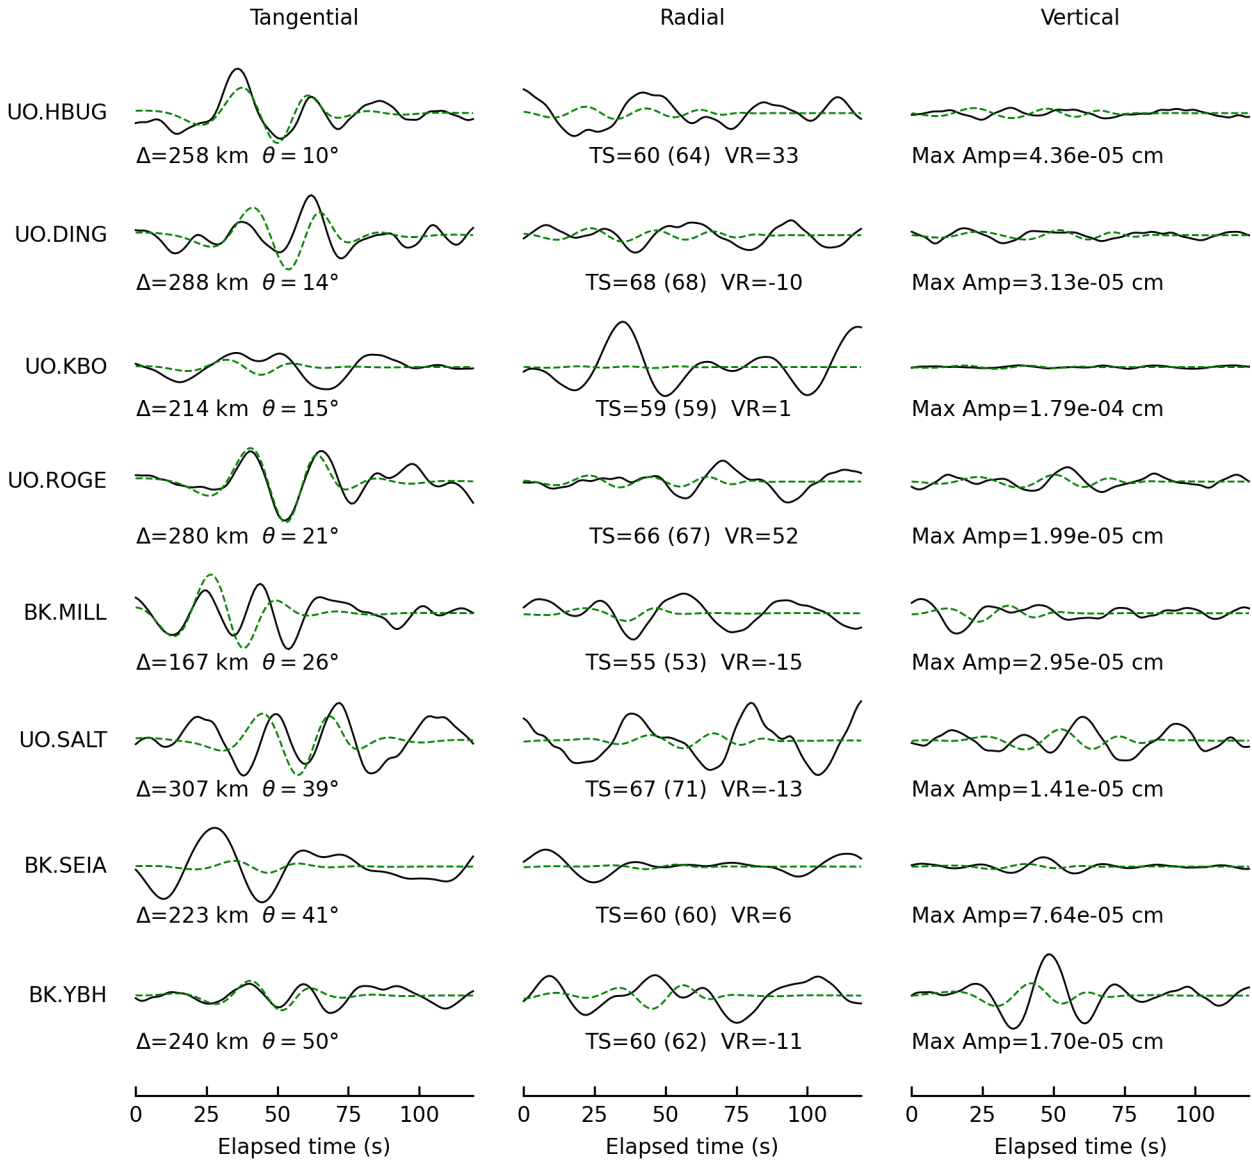 Tangential Radial Vertical
UO.HBUG
Δ=258 km θ = 10° TS=60 (64) VR=33 Max Amp=4.36e-05 cm
UO.DING
Δ=288 km θ = 14° TS=68 (68) VR=-10 Max Amp=3.13e-05 cm
UO.KBO
Δ=214 km θ = 15° TS=59 (59) VR=1 Max Amp=1.79e-04 cm
UO.ROGE
Δ=280 km θ = 21° TS=66 (67) VR=52 Max Amp=1.99e-05 cm
BK.MILL
Δ=167 km θ = 26° TS=55 (53) VR=-15 Max Amp=2.95e-05 cm
UO.SALT
Δ=307 km θ = 39° TS=67 (71) VR=-13 Max Amp=1.41e-05 cm
BK.SEIA
Δ=223 km θ = 41° TS=60 (60) VR=6 Max Amp=7.64e-05 cm
BK.YBH
Δ=240 km θ = 50° TS=60 (62) VR=-11 Max Amp=1.70e-05 cm
0 25 50 75 100 0 25 50 75 100 0 25 50 75 100
Elapsed time (s) Elapsed time (s) Elapsed time (s)